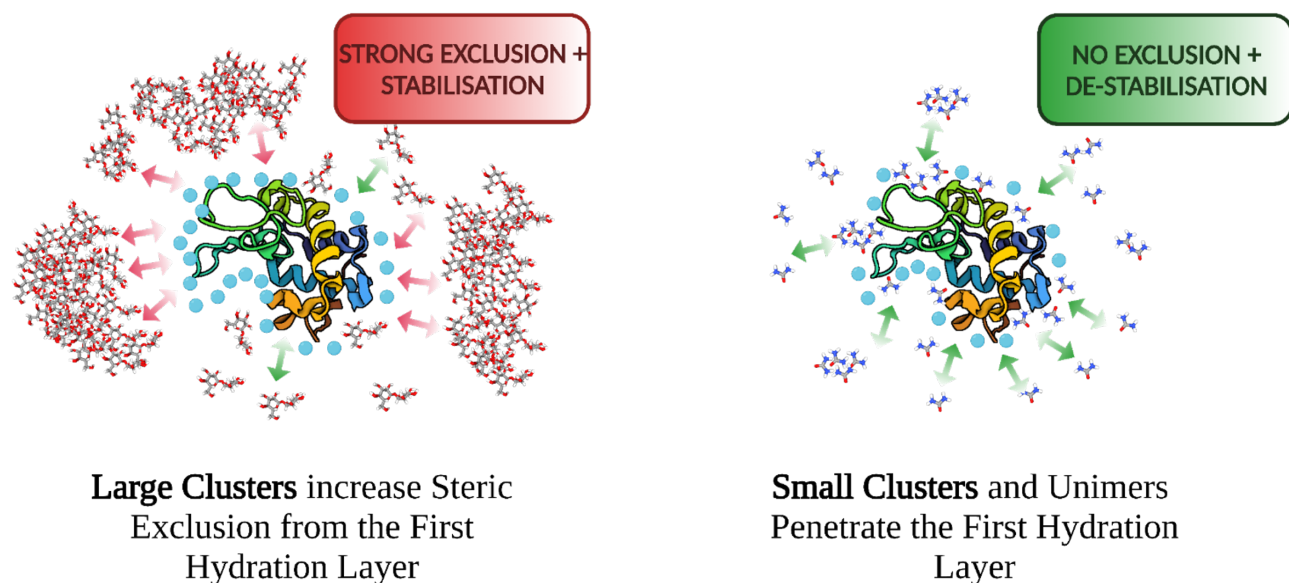 STRONG EXCLUSION +
STABILISATION
NO EXCLUSION +
DE-STABILISATION
Large Clusters increase Steric
Exclusion from the First
Hydration Layer
Small Clusters and Unimers
Penetrate the First Hydration
Layer